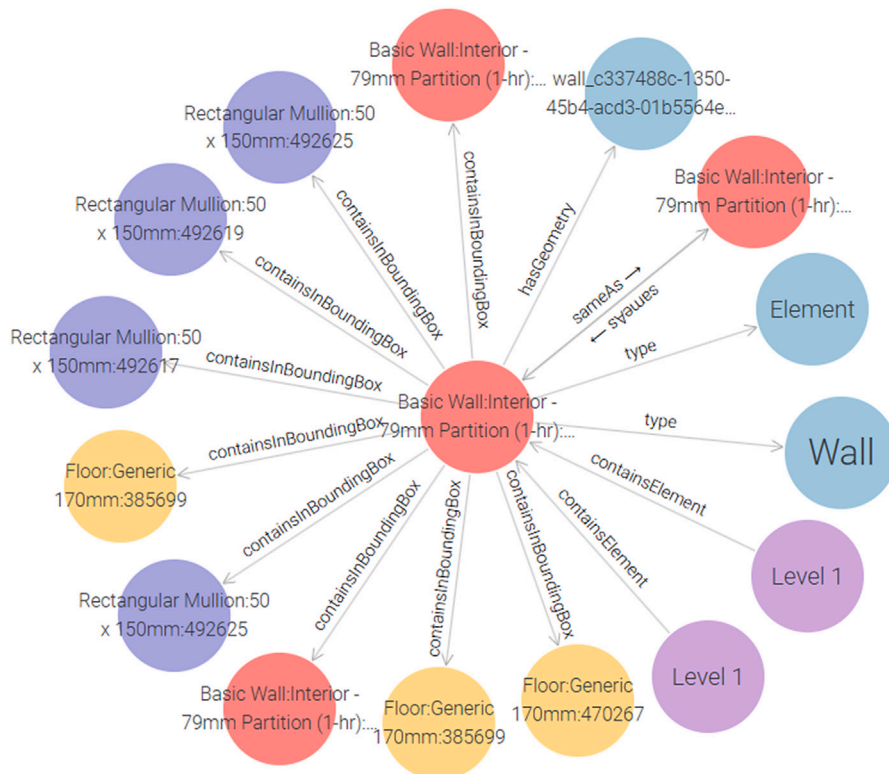 Basic Wall:Interior -
79mm Partition (1-hr):...
wall_c337488c-1350-
45b4-acd3-01b5564e...
Rectangular Mullion:50
x 150mm:492625
Basic Wall:Interior -
79mm Partition (1-hr):...
Rectangular Mullion:50
x 150mm:492619
containsInBoundingBox
containsInBoundingBox
hasGeometry
containsInBoundingBox
sameAs →
sameAs →
Element
Rectangular Mullion:50
x 150mm:492617
containsInBoundingBox
type
Basic Wall:Interior -
79mm Partition (1-hr):...
type
Wall
containsInBoundingBox
Floor:Generic
170mm:385699
containsInBoundingBox
containsInBoundingBox
containsInBoundingBox
containsInBoundingBox
containsElement
containsElement
Level 1
Rectangular Mullion:50
x 150mm:492625
Level 1
Basic Wall:Interior -
79mm Partition (1-hr):...
Floor:Generic
170mm:385699
Floor:Generic
170mm:470267